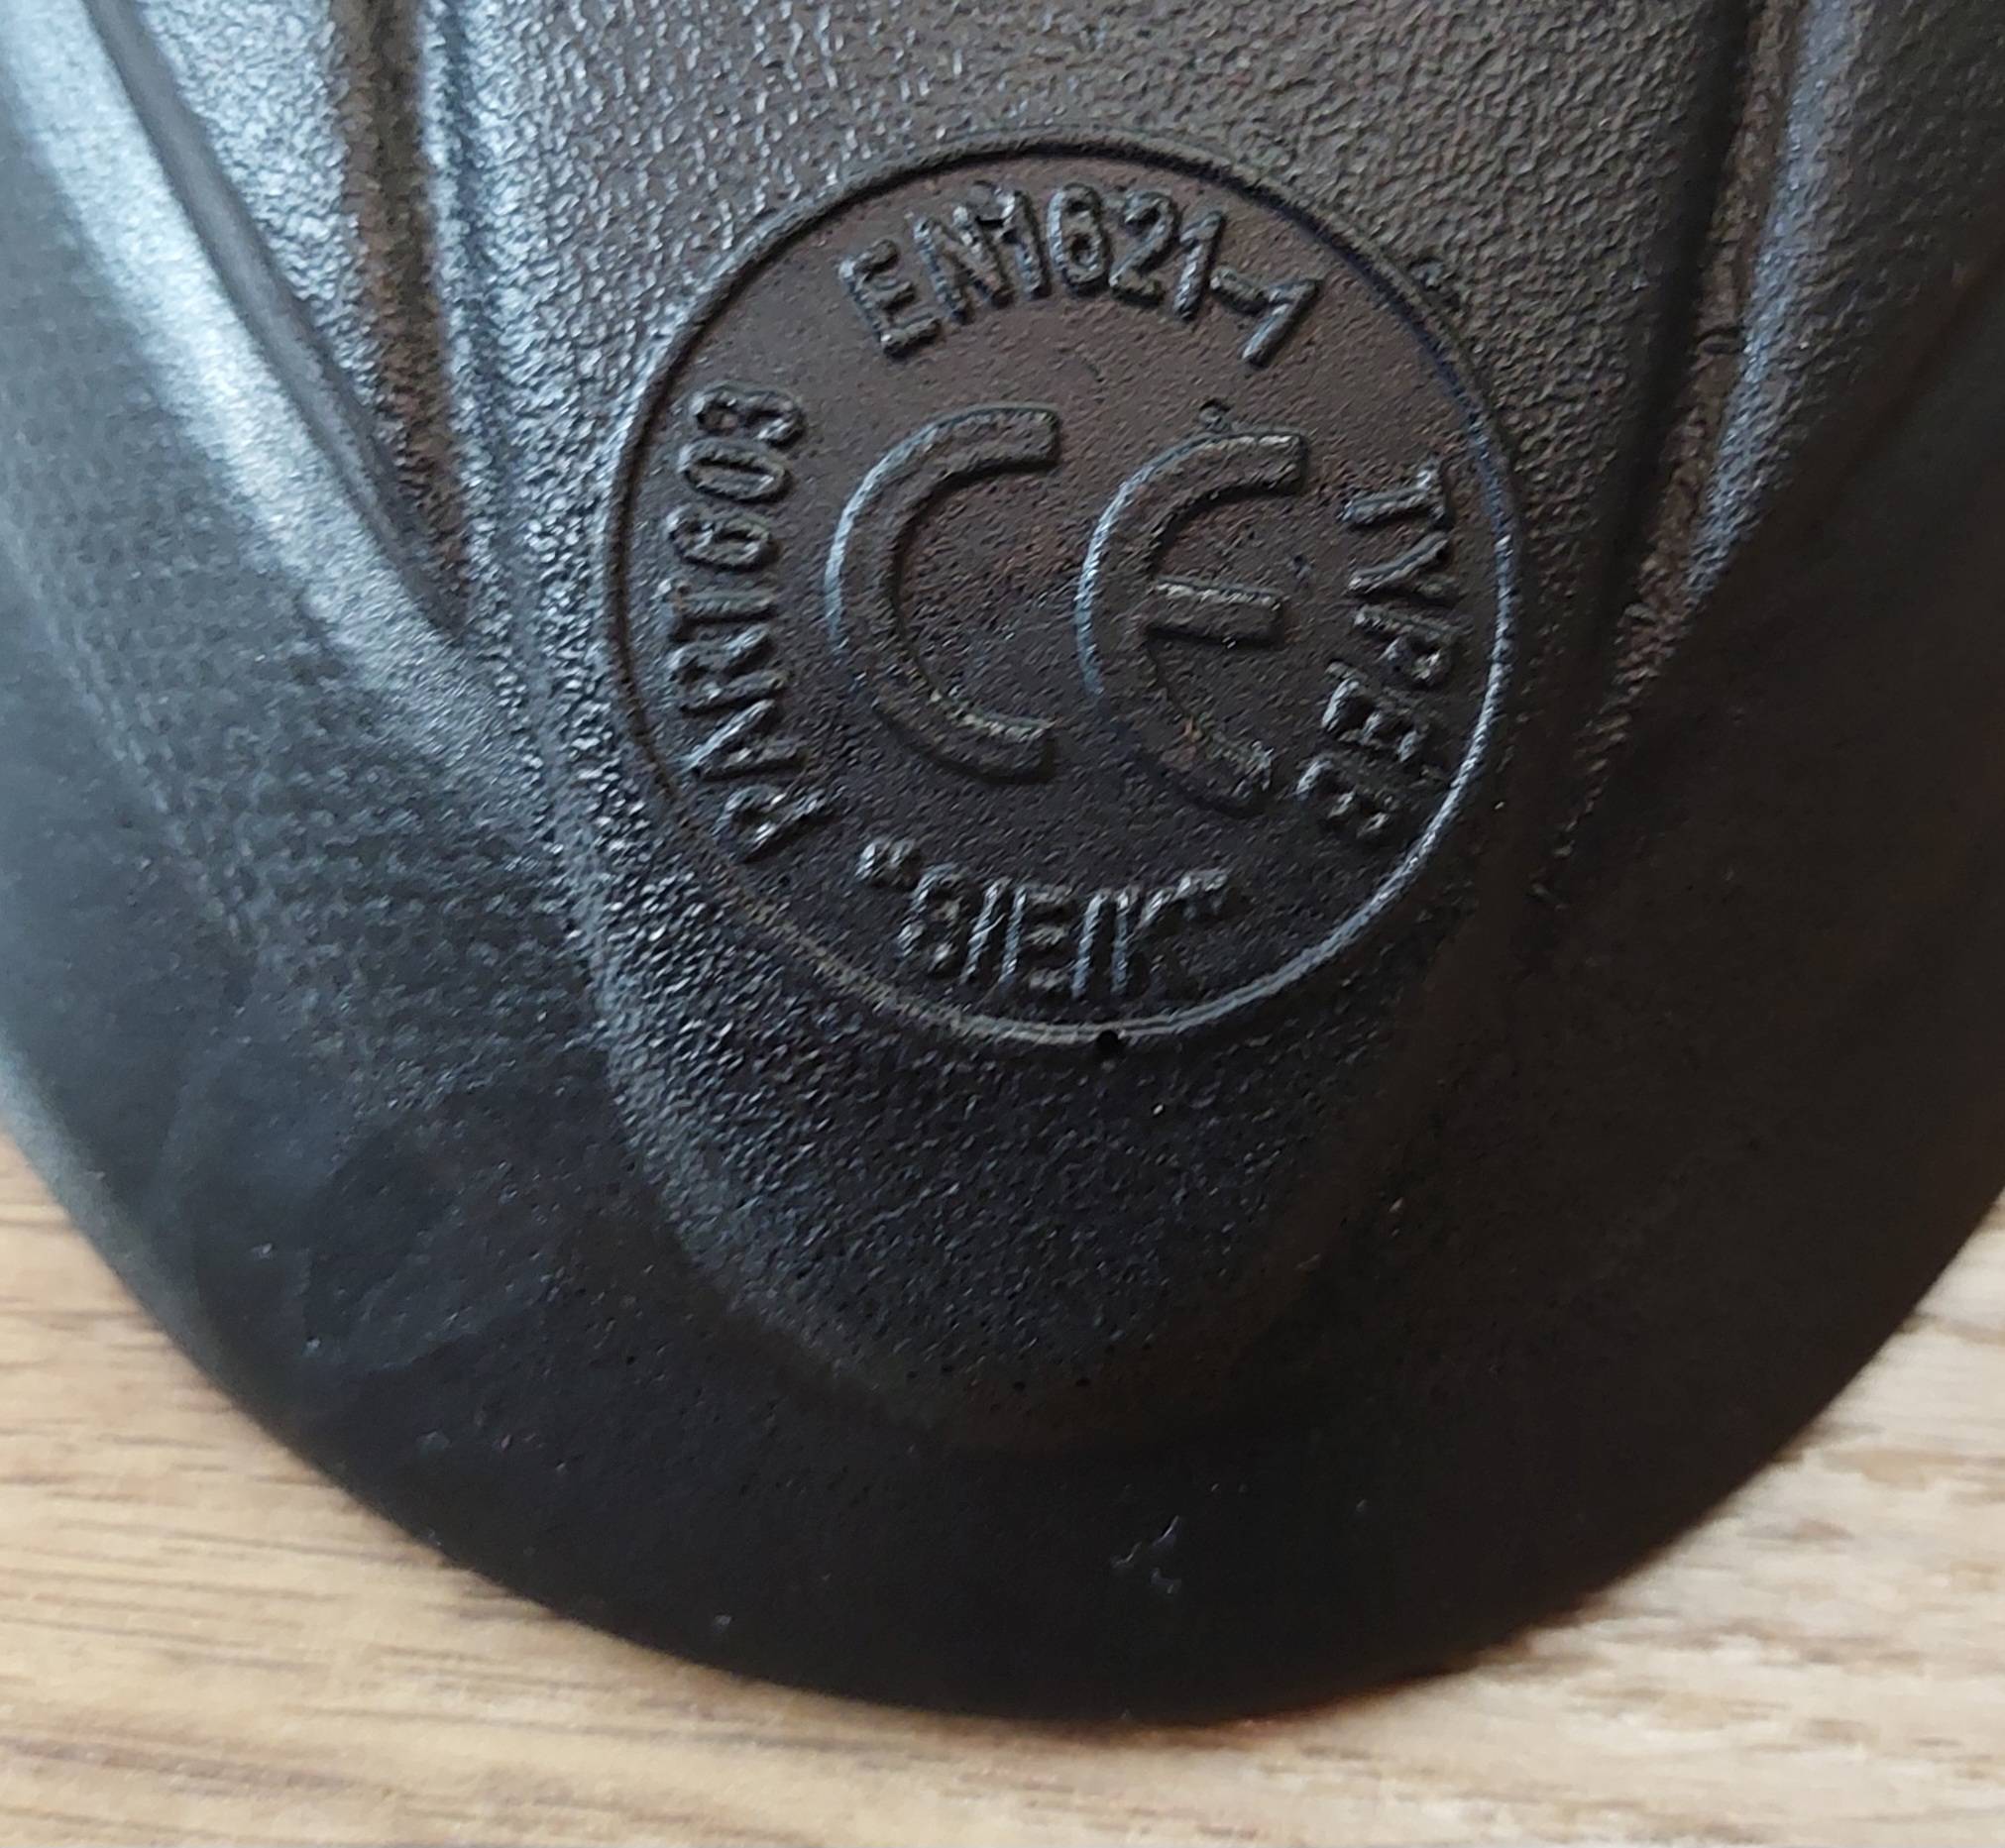 EN1621-1
CE
TYPE B
PART603